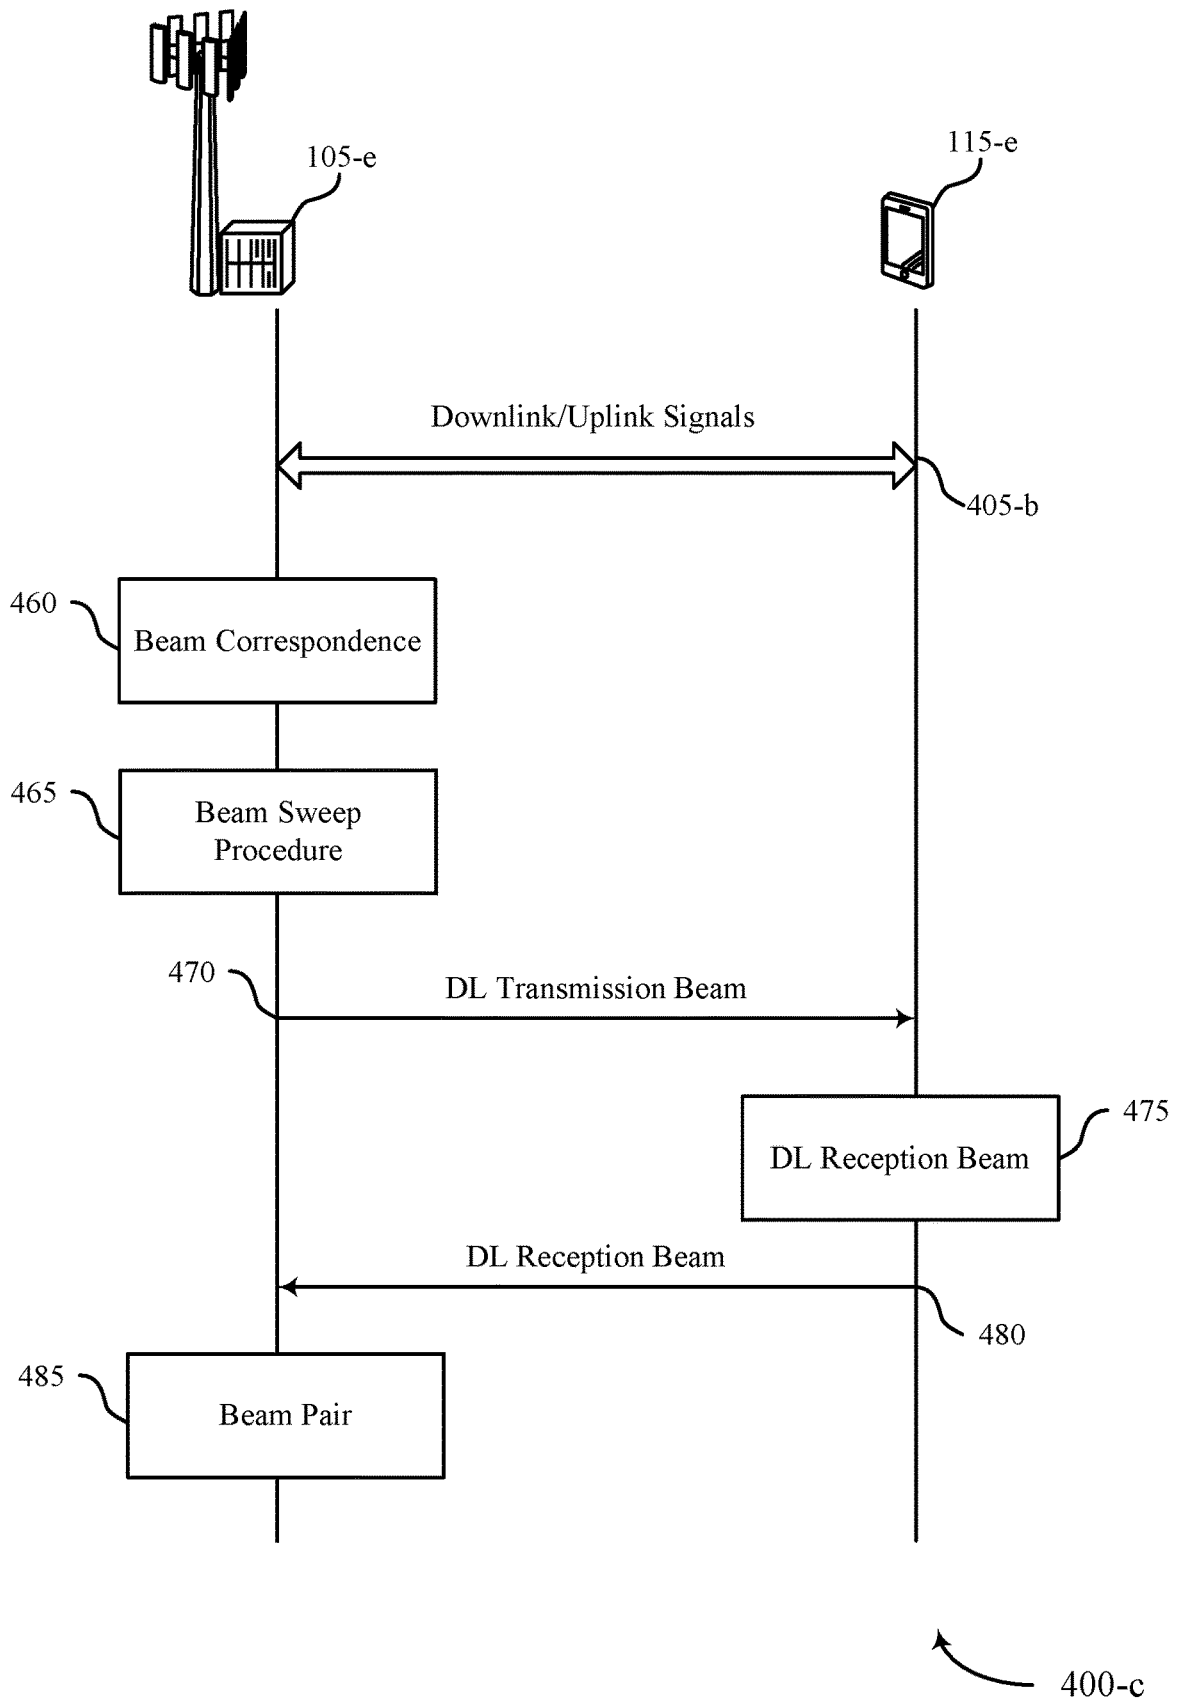 105-e
115-e
Downlink/Uplink Signals
405-b
460
Beam Correspondence
465
Beam Sweep
Procedure
470
DL Transmission Beam
475
DL Reception Beam
DL Reception Beam
480
485
Beam Pair
400-c